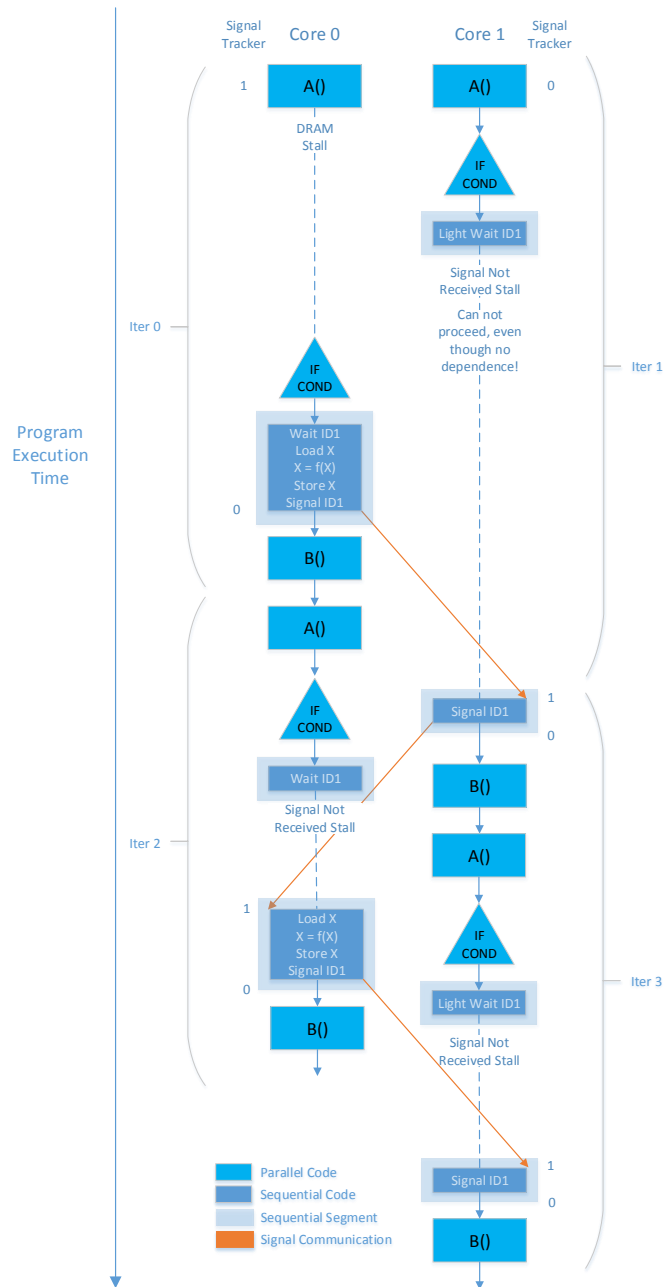 Signal
Tracker
Core 0
Core 1
Signal
Tracker
1
A()
A()
0
DRAM
Stall
IF
COND
Light Wait ID1
Signal Not
Received Stall
Can not
proceed, even
though no
dependence!
Iter 0
Iter 1
IF
COND
Program
Execution
Time
Wait ID1
Load X
X = f(X)
Store X
Signal ID1
0
B()
A()
IF
COND
1
Signal ID1
0
Wait ID1
B()
Signal Not
Received Stall
Iter 2
A()
1
Load X
X = f(X)
Store X
Signal ID1
0
IF
COND
Iter 3
Light Wait ID1
B()
Signal Not
Received Stall
1
Signal ID1
0
B()
Parallel Code
Sequential Code
Sequential Segment
Signal Communication